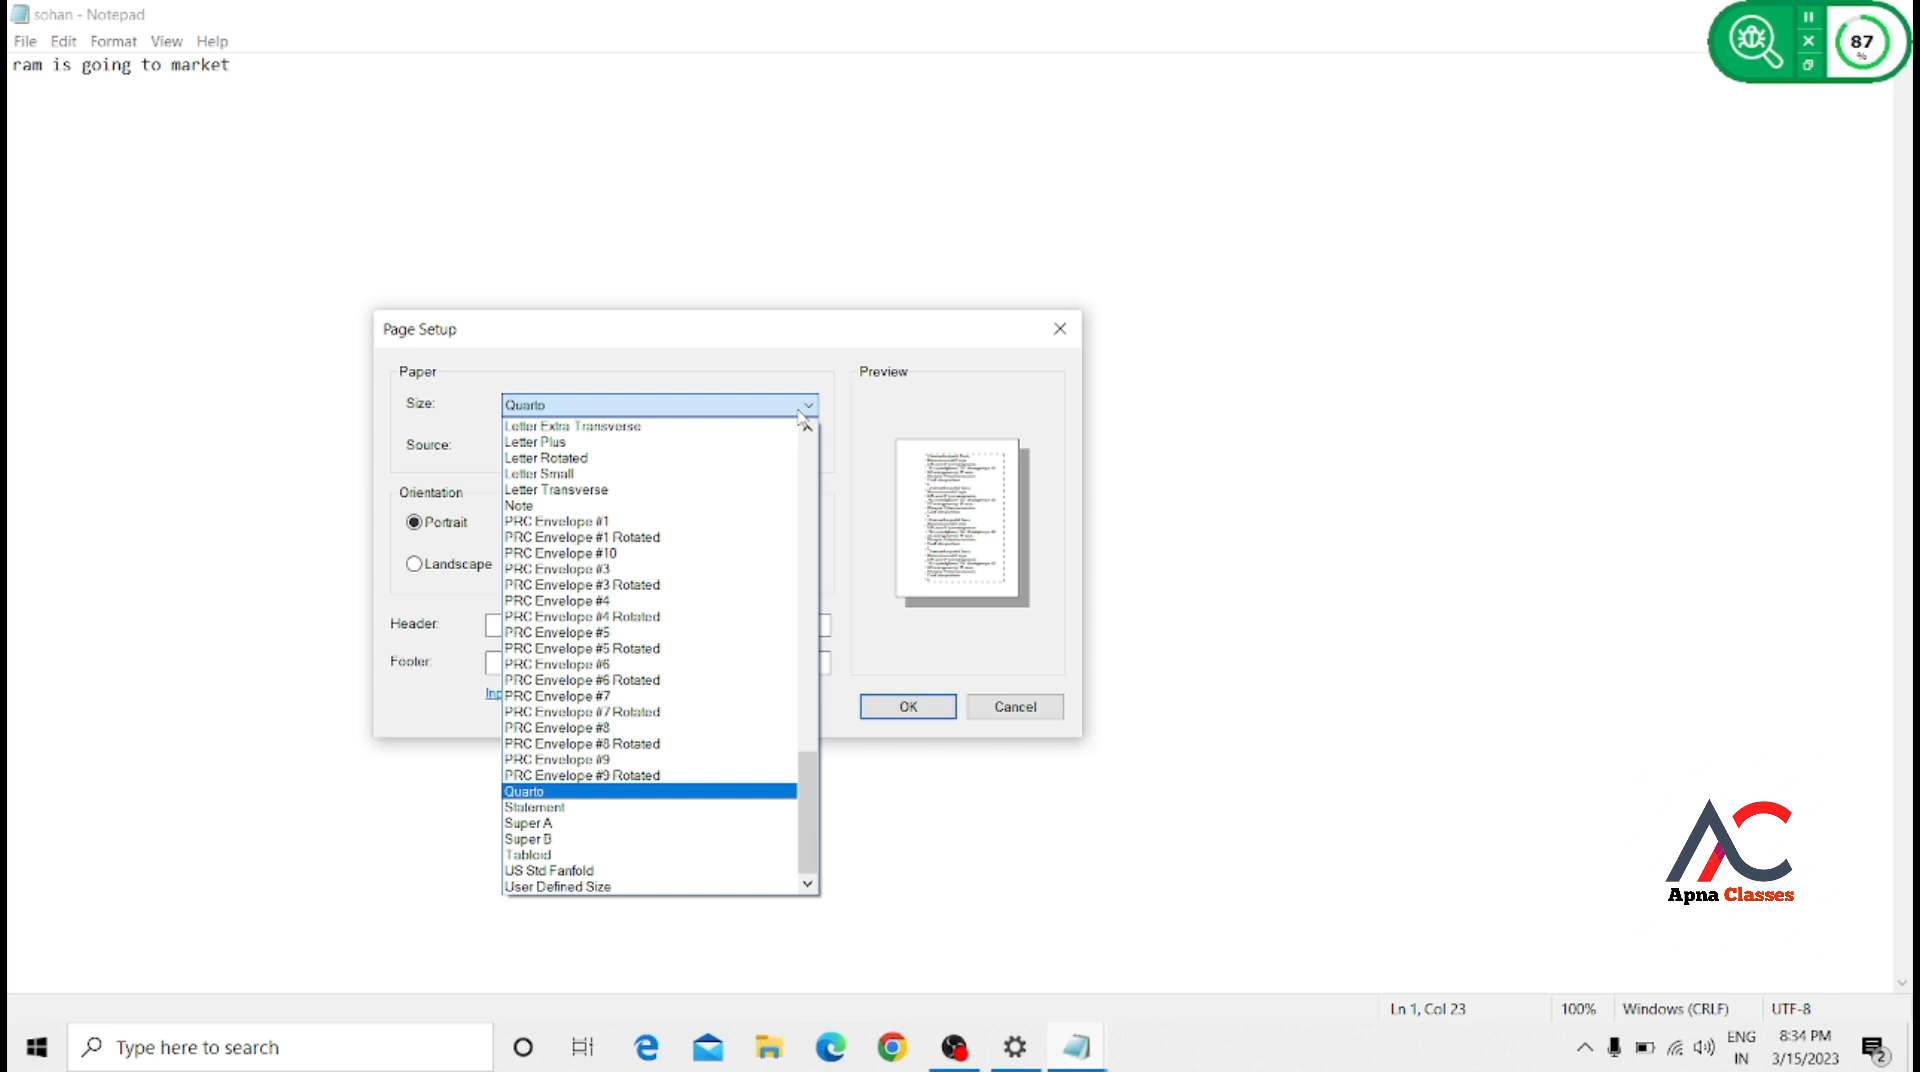 sohan - Notepad
File Edit Format View Help
ram is going to market
87
%
Page Setup
Paper
Size:
Quarto
Source:
Orientation
Portrait
Landscape
Header:
Footer:
Inp
Letter Extra Transverse
Letter Plus
Letter Rotated
Letter Small
Letter Transverse
Note
PRC Envelope #1
PRC Envelope #1 Rotated
PRC Envelope #10
PRC Envelope #3
PRC Envelope #3 Rotated
PRC Envelope #4
PRC Envelope #4 Rotated
PRC Envelope #5
PRC Envelope #5 Rotated
PRC Envelope #6
PRC Envelope #6 Rotated
PRC Envelope #7
PRC Envelope #7 Rotated
PRC Envelope #8
PRC Envelope #8 Rotated
PRC Envelope #9
PRC Envelope #9 Rotated
Quarto
Statement
Super A
Super B
Tabloid
US Std Fanfold
User Defined Size
Preview
OK Cancel
Apna Classes
Ln 1, Col 23 100% Windows (CRLF) UTF-8
Type here to search
ENG
IN
8:34 PM
3/15/2023
2